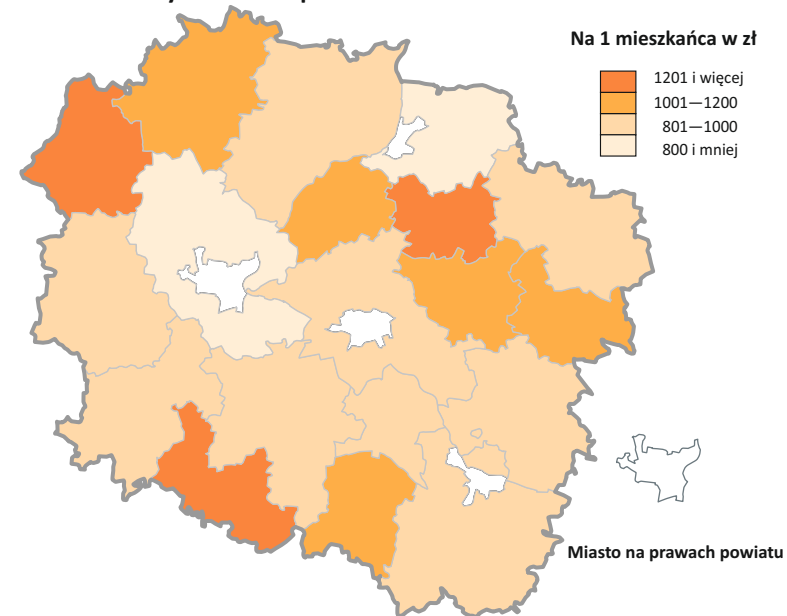 Na 1 mieszkańca w zł
1201 i więcej
1001—1200
801—1000
800 i mniej
Miasto na prawach powiatu